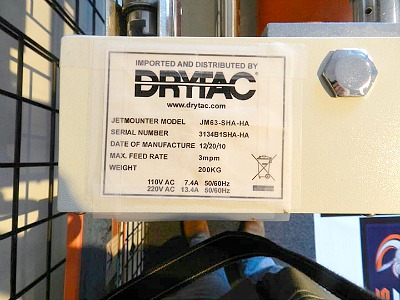 IMPORTED AND DISTRIBUTED BY
DRYTAC
www.drytac.com
JETMOUNTER MODEL JM63-SHA-HA
SERIAL NUMBER 3134B1SHA-HA
DATE OF MANUFACTURE 12/20/10
MAX. FEED RATE 3mpm
WEIGHT 200KG
110V AC 7.4A 50/60Hz
220V AC 13.4A 50/60Hz